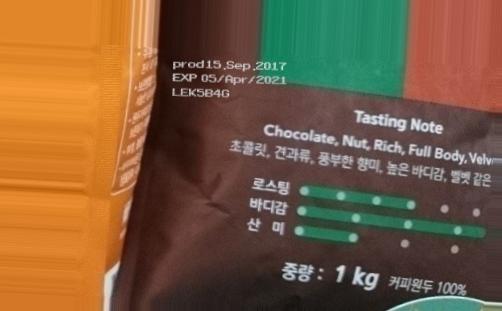 prod15.Sep.2017
EXP 05/Apr/2021
LEK5B4G
Tasting Note
Chocolate, Nut, Rich, Full Body, Velv
초콜릿, 견과류, 풍부한 향미, 높은 바디감, 벨벳 같은
로스팅
바디감
산 미
중량 : 1 kg 커피원두 100%